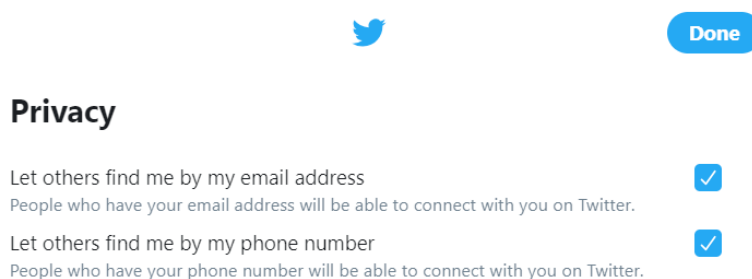 Done
Privacy
Let others find me by my email address
People who have your email address will be able to connect with you on Twitter.
Let others find me by my phone number
People who have your phone number will be able to connect with you on Twitter.